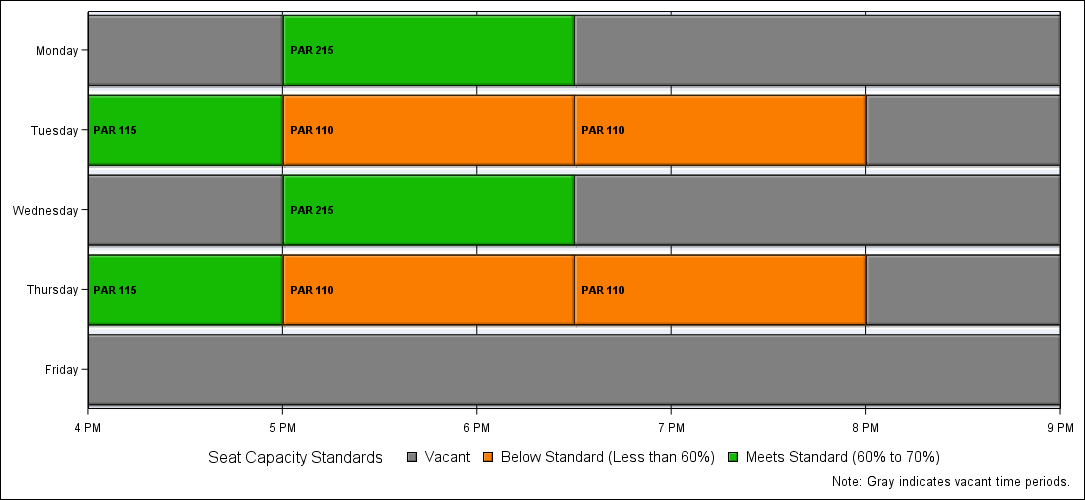 Monday
PAR 215
Tuesday
PAR 115 PAR 110 PAR 110
Wednesday
PAR 215
Thursday
PAR 115 PAR 110 PAR 110
Friday
4 PM 5 PM 6 PM 7 PM 8 PM 9 PM
Seat Capacity Standards Vacant Below Standard (Less than 60%) Meets Standard (60% to 70%)
Note: Gray indicates vacant time periods.